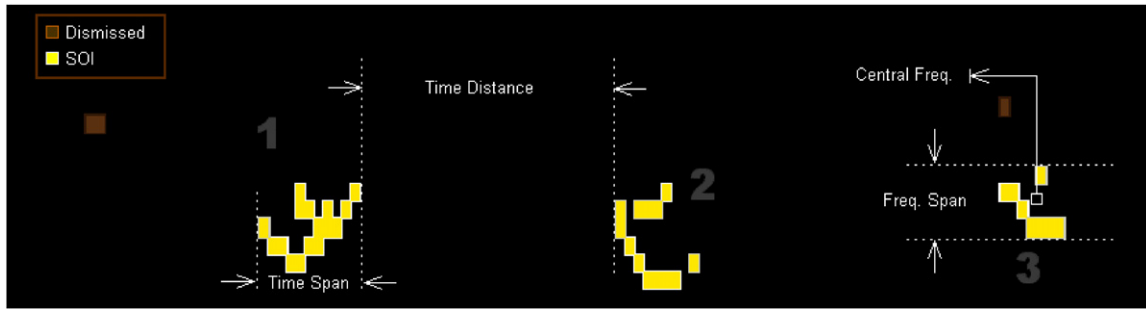 Dismissed
SOI
Time Distance
Central Freq.
1
2
Freq. Span
3
Time Span